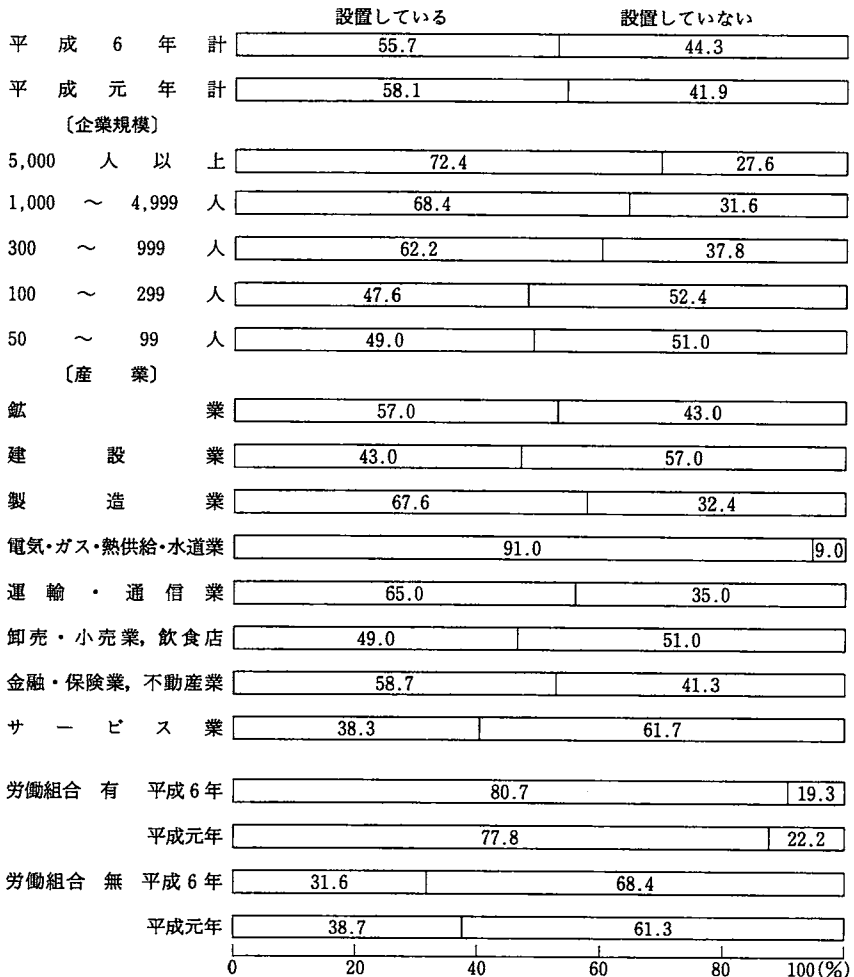 設置している 設置していない
平成6年計 55.7 44.3
平成元年計 58.1 41.9
〔企業規模〕
5,000人以上 72.4 27.6
1,000 ～ 4,999人 68.4 31.6
300 ～ 999人 62.2 37.8
100 ～ 299人 47.6 52.4
50 ～ 99人 49.0 51.0
〔産業〕
鉱業 57.0 43.0
建設業 43.0 57.0
製造業 67.6 32.4
電気・ガス・熱供給・水道業 91.0 9.0
運輸・通信業 65.0 35.0
卸売・小売業，飲食店 49.0 51.0
金融・保険業，不動産業 58.7 41.3
サービス業 38.3 61.7
労働組合 有 平成6年 80.7 19.3
平成元年 77.8 22.2
労働組合 無 平成6年 31.6 68.4
平成元年 38.7 61.3
0 20 40 60 80 100(%)